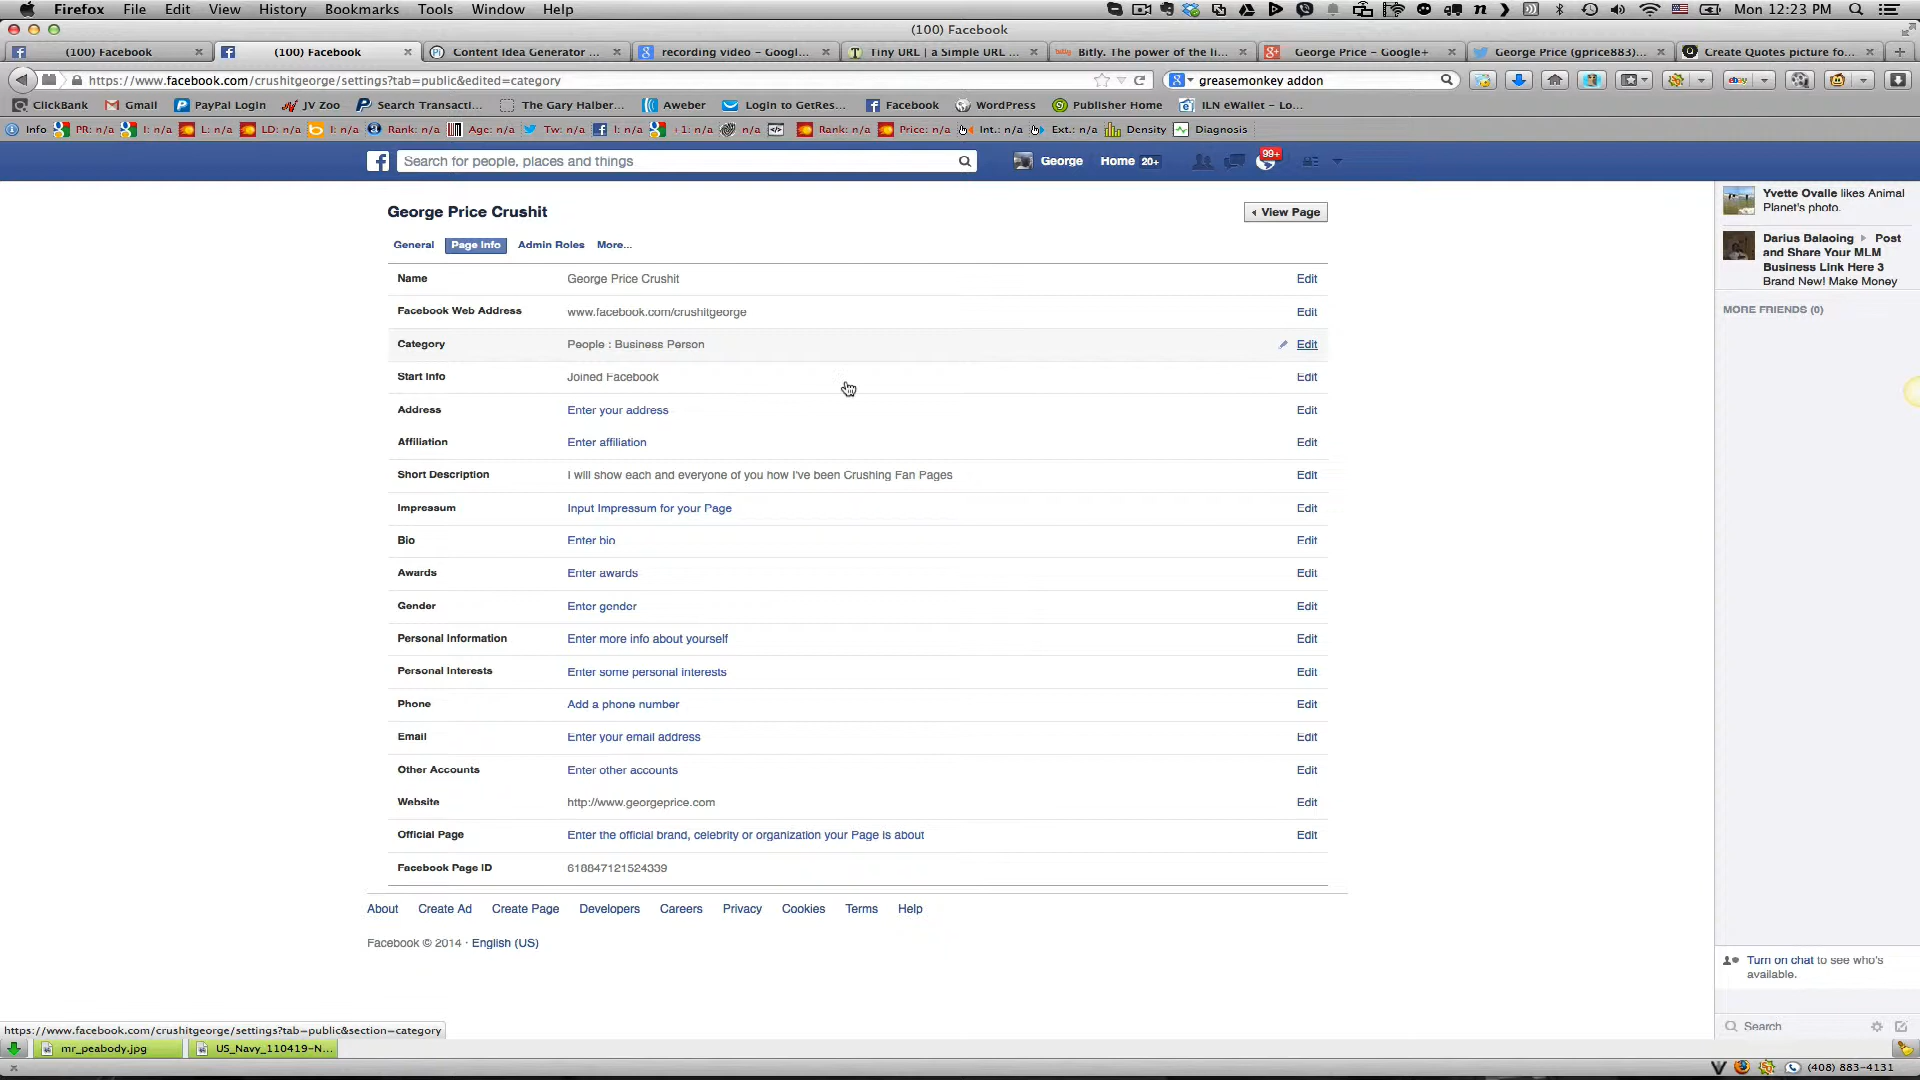 Firefox File Edit View History Bookmarks Tools Window Help Mon 12:23 PM
(100) Facebook
(100) Facebook (100) Facebook Content Idea Generator ... recording video - Googl... Tiny URL | a Simple URL ... Bitly. The power of the li... George Price - Google+ George Price (gprice883)... Create Quotes picture fo...
https://www.facebook.com/crushitgeorge/settings?tab=public&edited=category greasemonkey addon
ClickBank Gmail PayPal Login JV Zoo Search Transacti... The Gary Halber... Aweber Login to GetRes... Facebook WordPress Publisher Home ILN eWallet - Lo...
Info PR: n/a I: n/a L: n/a LD: n/a I: n/a Rank: n/a Age: n/a Tw: n/a I: n/a +1: n/a n/a Rank: n/a Price: n/a Int.: n/a Ext.: n/a Density Diagnosis
Search for people, places and things George Home 20+ 99+
George Price Crushit View Page
General Page Info Admin Roles More...
Name George Price Crushit Edit
Facebook Web Address www.facebook.com/crushitgeorge Edit
Category People : Business Person Edit
Start Info Joined Facebook Edit
Address Enter your address Edit
Affiliation Enter affiliation Edit
Short Description I will show each and everyone of you how I've been Crushing Fan Pages Edit
Impressum Input Impressum for your Page Edit
Bio Enter bio Edit
Awards Enter awards Edit
Gender Enter gender Edit
Personal Information Enter more info about yourself Edit
Personal Interests Enter some personal interests Edit
Phone Add a phone number Edit
Email Enter your email address Edit
Other Accounts Enter other accounts Edit
Website http://www.georgeprice.com Edit
Official Page Enter the official brand, celebrity or organization your Page is about Edit
Facebook Page ID 618847121524339
About Create Ad Create Page Developers Careers Privacy Cookies Terms Help
Facebook © 2014 · English (US)
Yvette Ovalle likes Animal
Planet's photo.
Darius Balaoing Post
and Share Your MLM
Business Link Here 3
Brand New! Make Money
MORE FRIENDS (0)
Turn on chat to see who's
available.
Search
https://www.facebook.com/crushitgeorge/settings?tab=public&section=category
mr_peabody.jpg US_Navy_110419-N...
(408) 883-4131